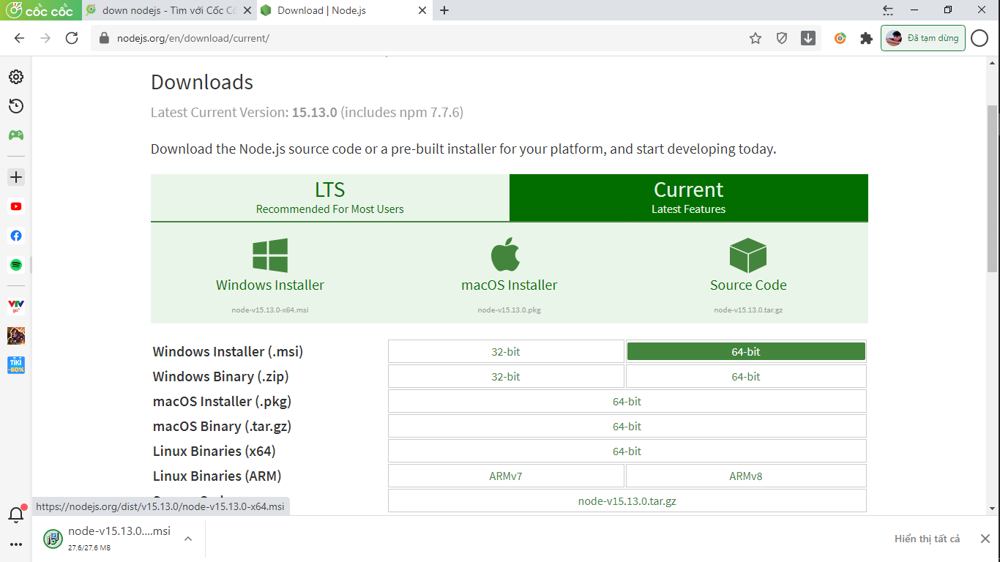 cốc cốc
down nodejs - Tìm với Cốc Cố
Download | Node.js
nodejs.org/en/download/current/
Đã tạm dừng
Downloads
Latest Current Version: 15.13.0 (includes npm 7.7.6)
Download the Node.js source code or a pre-built installer for your platform, and start developing today.
LTS
Recommended For Most Users
Current
Latest Features
Windows Installer
node-v15.13.0-x64.msi
macOS Installer
node-v15.13.0.pkg
Source Code
node-v15.13.0.tar.gz
Windows Installer (.msi) 32-bit 64-bit
Windows Binary (.zip) 32-bit 64-bit
macOS Installer (.pkg) 64-bit
macOS Binary (.tar.gz) 64-bit
Linux Binaries (x64) 64-bit
Linux Binaries (ARM) ARMv7 ARMv8
node-v15.13.0.tar.gz
VTV
go
TIKI
-50%
https://nodejs.org/dist/v15.13.0/node-v15.13.0-x64.msi
node-v15.13.0....msi
27,6/27,6 MB
Hiển thị tất cả